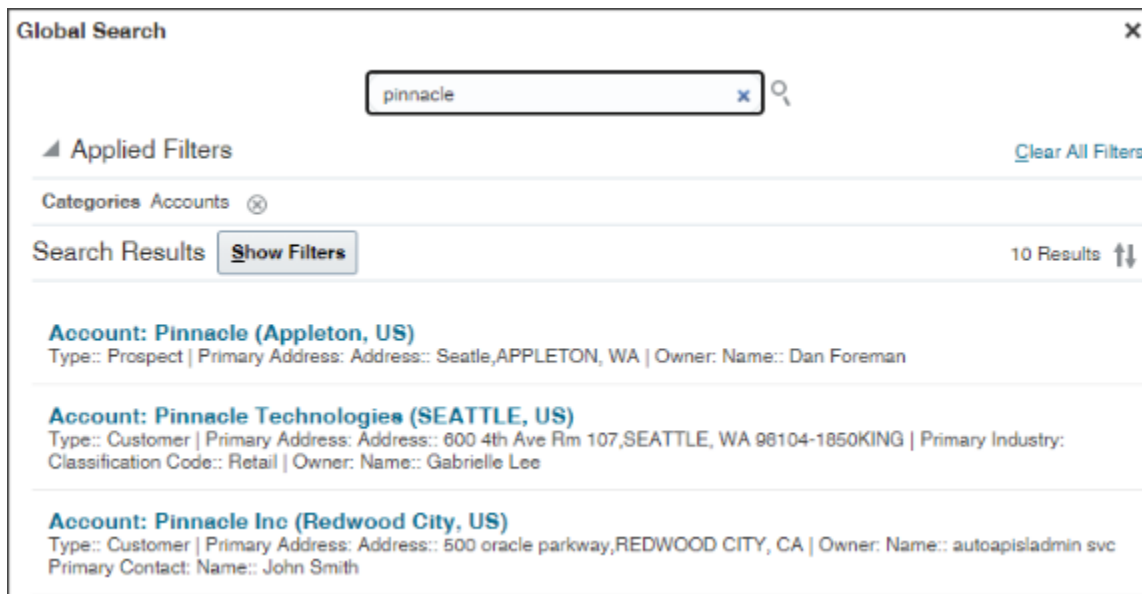 Global Search
pinnacle
Applied Filters
Clear All Filters
Categories Accounts
Search Results Show Filters 10 Results
Account: Pinnacle (Appleton, US)
Type:: Prospect | Primary Address: Address:: Seatle,APPLETON, WA | Owner: Name:: Dan Foreman
Account: Pinnacle Technologies (SEATTLE, US)
Type:: Customer | Primary Address: Address:: 600 4th Ave Rm 107,SEATTLE, WA 98104-1850KING | Primary Industry:
Classification Code:: Retail | Owner: Name:: Gabrielle Lee
Account: Pinnacle Inc (Redwood City, US)
Type:: Customer | Primary Address: Address:: 500 oracle parkway,REDWOOD CITY, CA | Owner: Name:: autoapisladmin svc
Primary Contact: Name:: John Smith